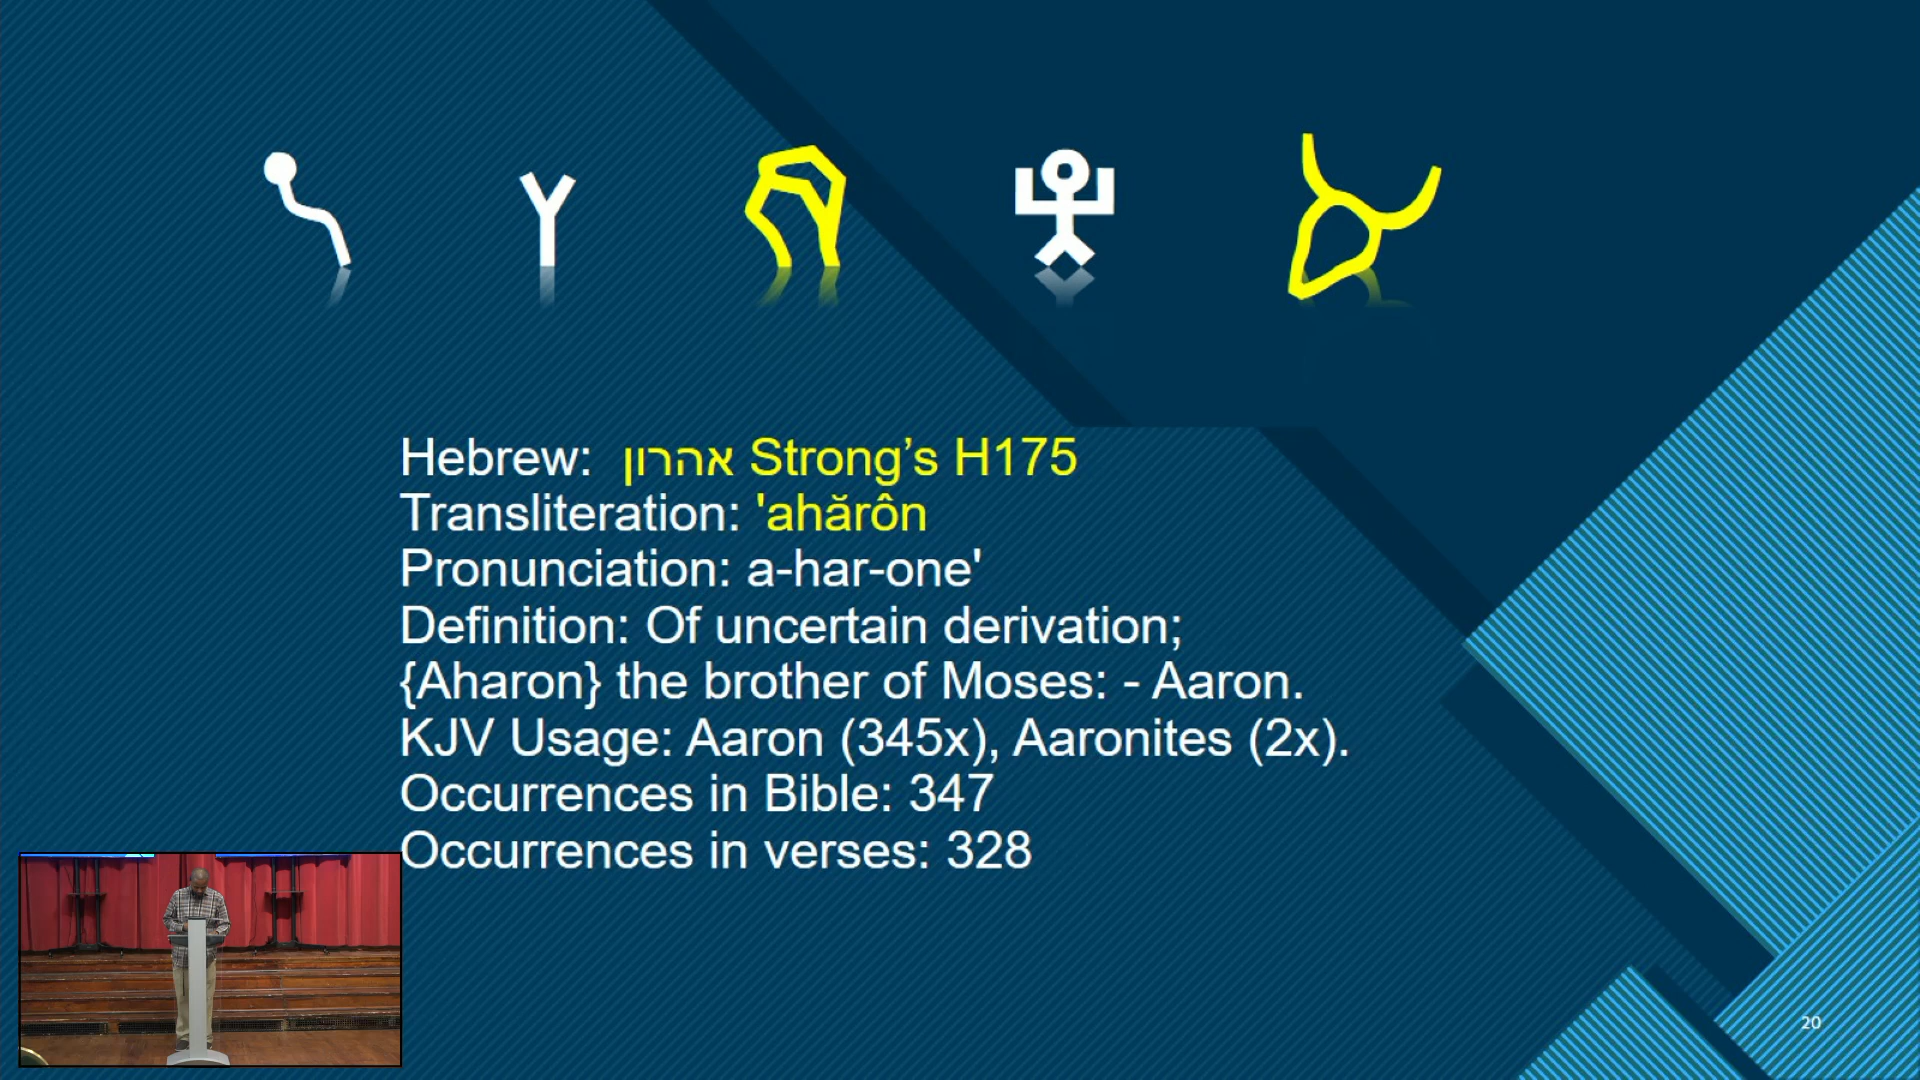 Hebrew: אהרון Strong’s H175
Transliteration: 'ahărôn
Pronunciation: a-har-one'
Definition: Of uncertain derivation;
{Aharon} the brother of Moses: - Aaron.
KJV Usage: Aaron (345x), Aaronites (2x).
Occurrences in Bible: 347
Occurrences in verses: 328
20